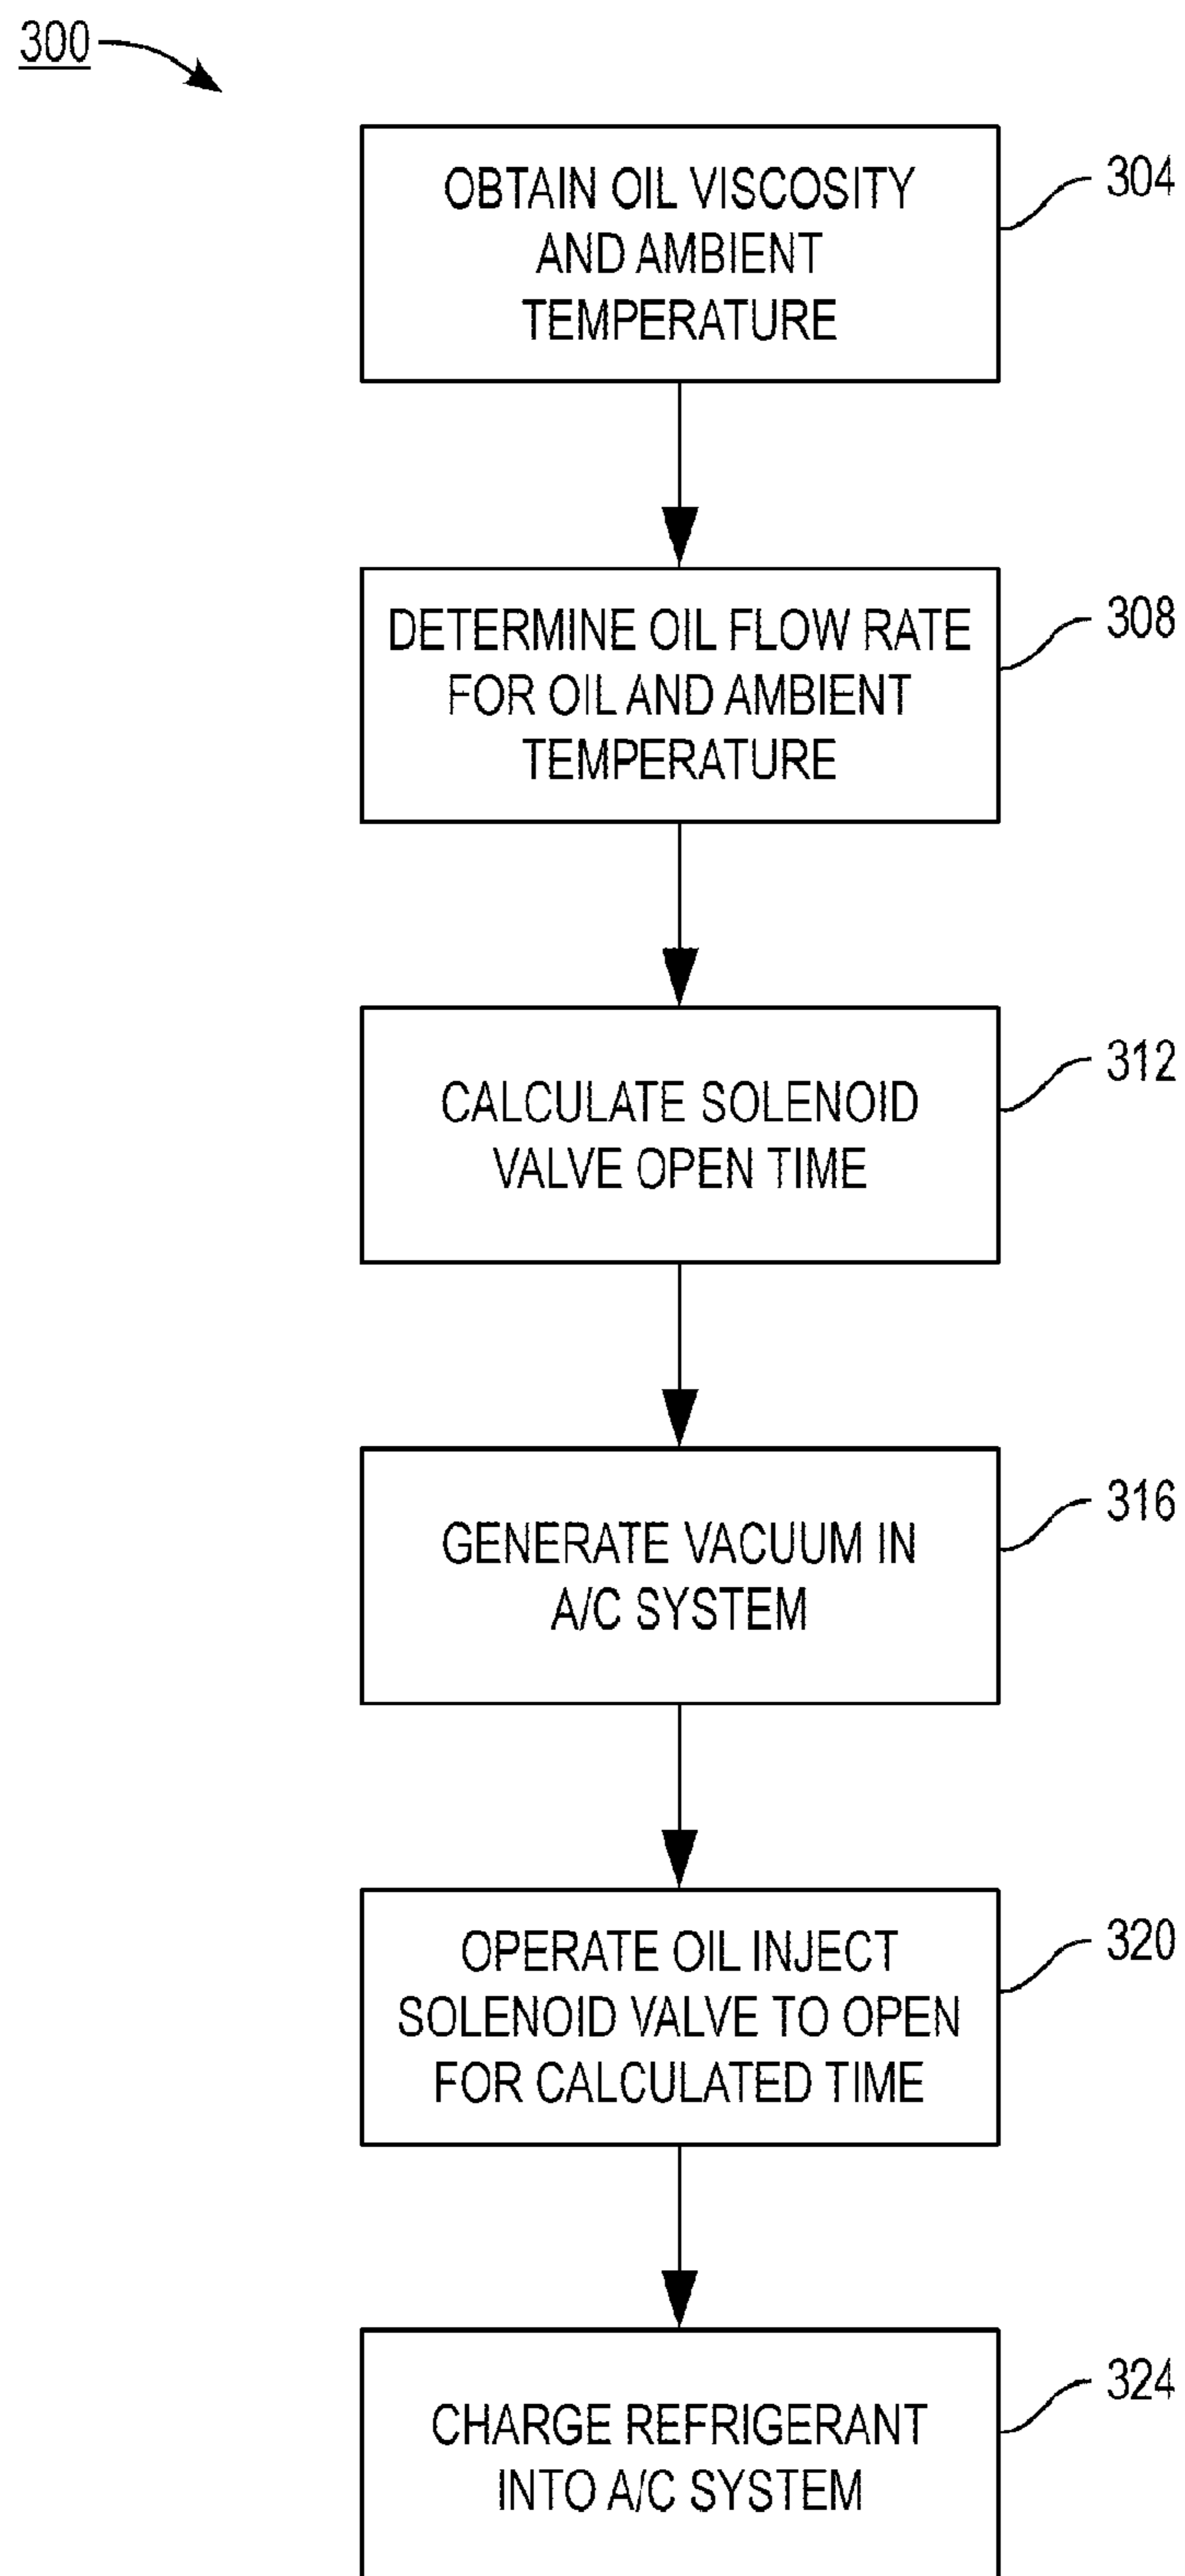 300
OBTAIN OIL VISCOSITY
AND AMBIENT
TEMPERATURE
304
DETERMINE OIL FLOW RATE
FOR OIL AND AMBIENT
TEMPERATURE
308
CALCULATE SOLENOID
VALVE OPEN TIME
312
GENERATE VACUUM IN
A/C SYSTEM
316
OPERATE OIL INJECT
SOLENOID VALVE TO OPEN
FOR CALCULATED TIME
320
CHARGE REFRIGERANT
INTO A/C SYSTEM
324